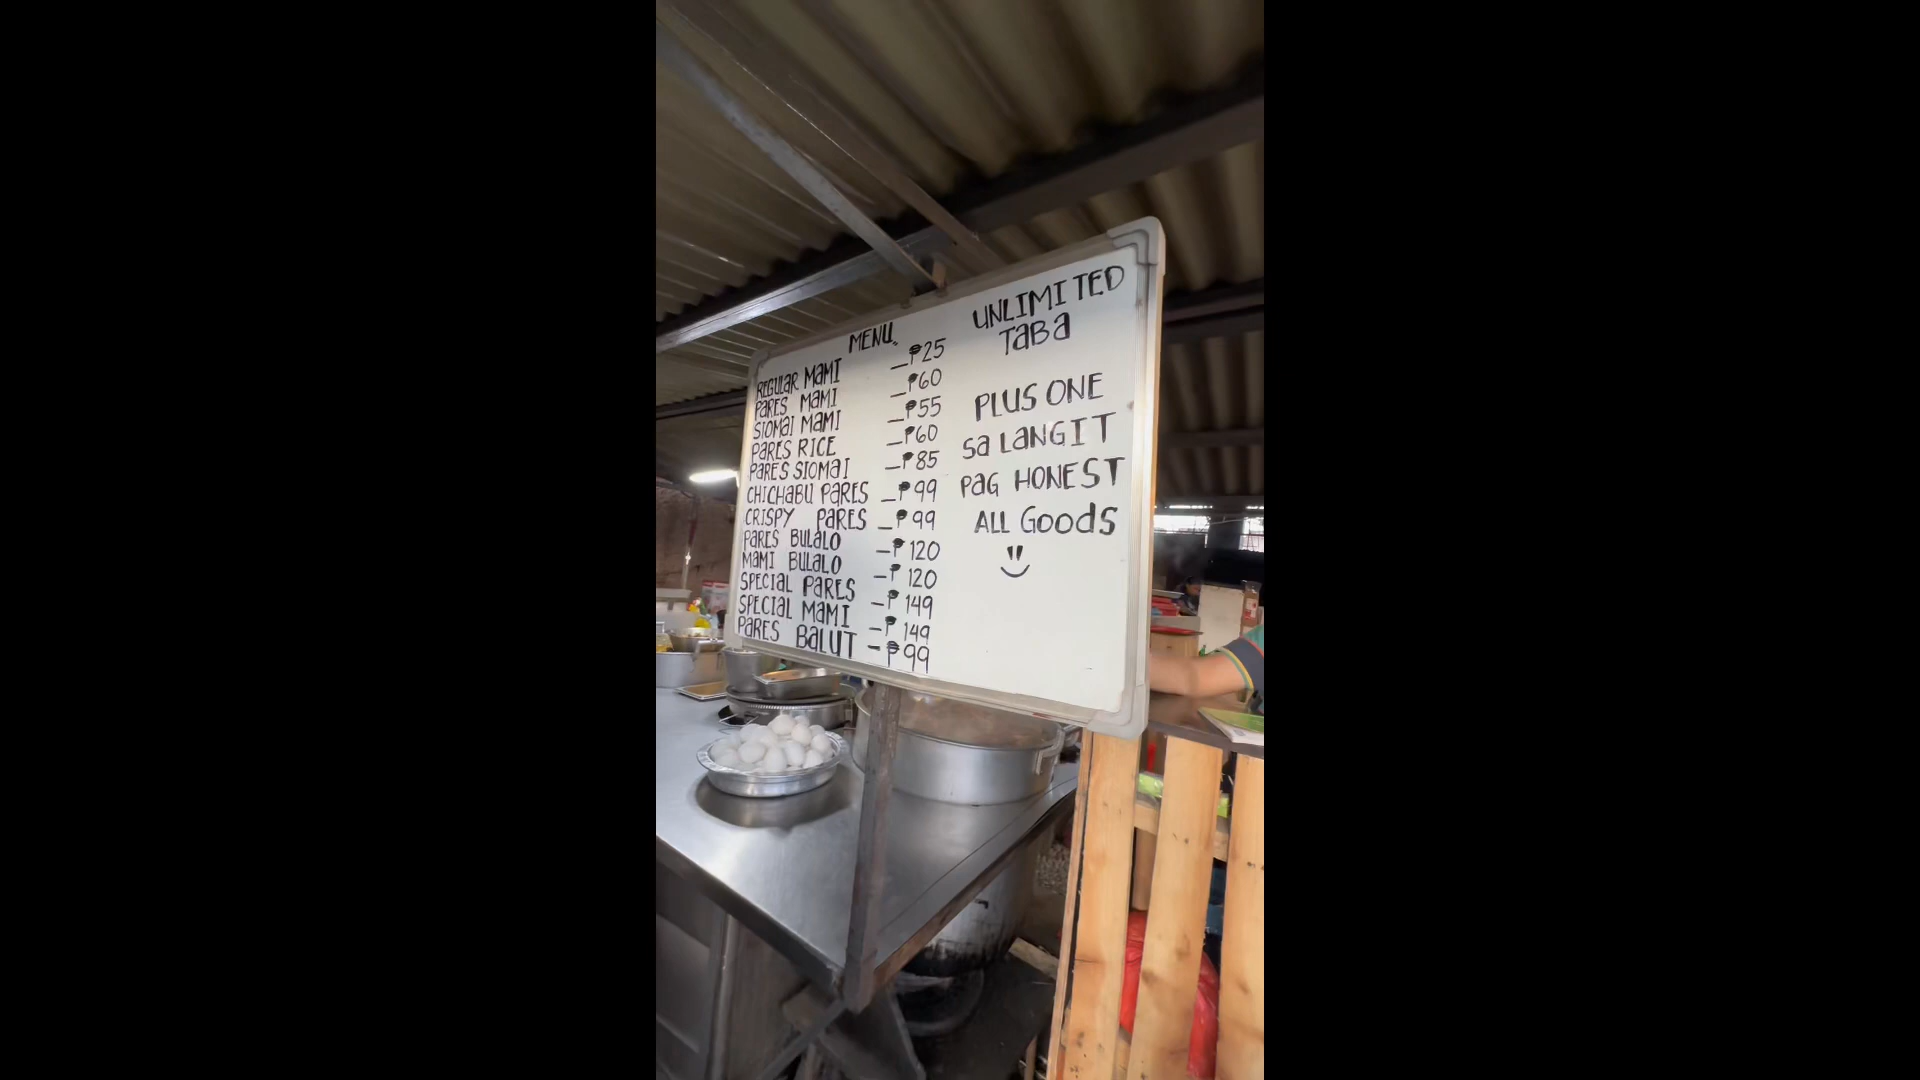 MENU
REGULAR MAMI _ ₱25
PARES MAMI _ ₱60
SIOMAI MAMI _ ₱55
PARES RICE _ ₱60
PARES SIOMAI _ ₱85
CHICHABU PARES _ ₱99
CRISPY PARES _ ₱99
PARES BULALO - ₱120
MAMI BULALO - ₱120
SPECIAL PARES - ₱149
SPECIAL MAMI - ₱149
PARES BALUT - ₱99
UNLIMITED
TABA
PLUS ONE
SA LANGIT
PAG HONEST
ALL GOODS